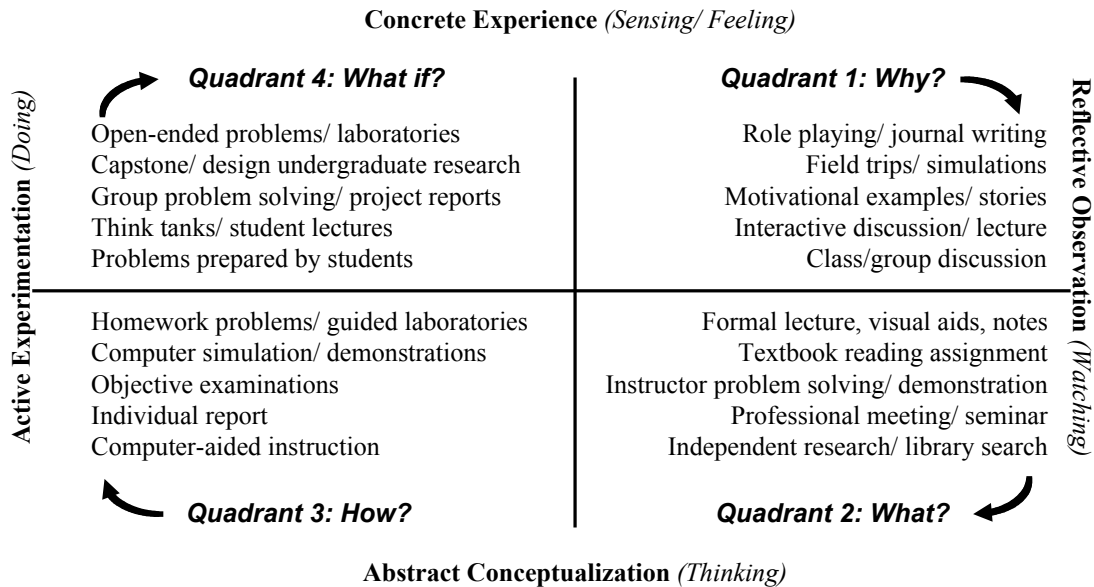 Concrete Experience (Sensing/ Feeling)
Quadrant 4: What if?
Open-ended problems/ laboratories
Capstone/ design undergraduate research
Group problem solving/ project reports
Think tanks/ student lectures
Problems prepared by students
Quadrant 1: Why?
Role playing/ journal writing
Field trips/ simulations
Motivational examples/ stories
Interactive discussion/ lecture
Class/group discussion
Active Experimentation (Doing)
Reflective Observation (Watching)
Homework problems/ guided laboratories
Computer simulation/ demonstrations
Objective examinations
Individual report
Computer-aided instruction
Quadrant 3: How?
Formal lecture, visual aids, notes
Textbook reading assignment
Instructor problem solving/ demonstration
Professional meeting/ seminar
Independent research/ library search
Quadrant 2: What?
Abstract Conceptualization (Thinking)